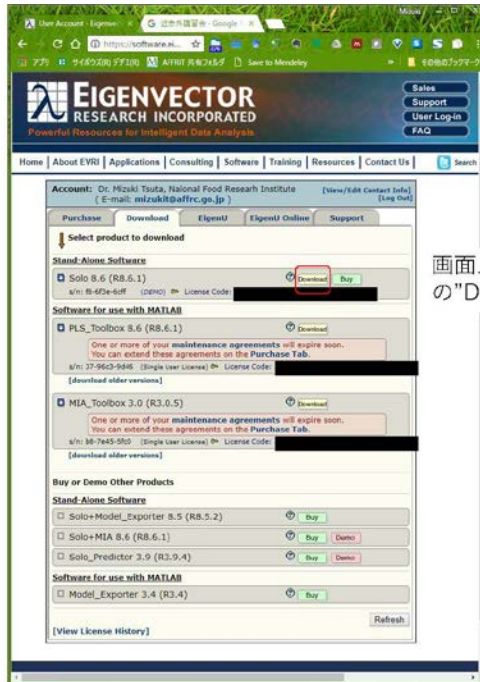 User Account - Eigenve
近赤外講習会 - Google
Mizuki
https://software.ei...
アプリ
Save to Mendeley
その他のブックマーク
EIGENVECTOR
RESEARCH INCORPORATED
Powerful Resources for Intelligent Data Analysis
Sales
Support
User Log-in
FAQ
Home | About EVRI | Applications | Consulting | Software | Training | Resources | Contact Us |
Search
Account: Dr. Mizuki Tsuta, Naional Food Researh Institute
[View/Edit Contact Info]
( E-mail: mizukit@affrc.go.jp )
[Log Out]
Purchase
Download
EigenU
EigenU Online
Support
Select product to download
Stand-Alone Software
Solo 8.6 (R8.6.1)
Download
Buy
(DEMO)
License Code:
Software for use with MATLAB
PLS_Toolbox 8.6 (R8.6.1)
Download
One or more of your maintenance agreements will expire soon.
You can extend these agreements on the Purchase Tab.
(Single User License)
License Code:
[download older versions]
MIA_Toolbox 3.0 (R3.0.5)
Download
One or more of your maintenance agreements will expire soon.
You can extend these agreements on the Purchase Tab.
(Single User License)
License Code:
[download older versions]
Buy or Demo Other Products
Stand-Alone Software
Solo+Model_Exporter 8.5 (R8.5.2)
Buy
Solo+MIA 8.6 (R8.6.1)
Buy
Demo
Solo_Predictor 3.9 (R3.9.4)
Buy
Demo
Software for use with MATLAB
Model_Exporter 3.4 (R3.4)
Buy
Refresh
[View License History]
画面
の"D